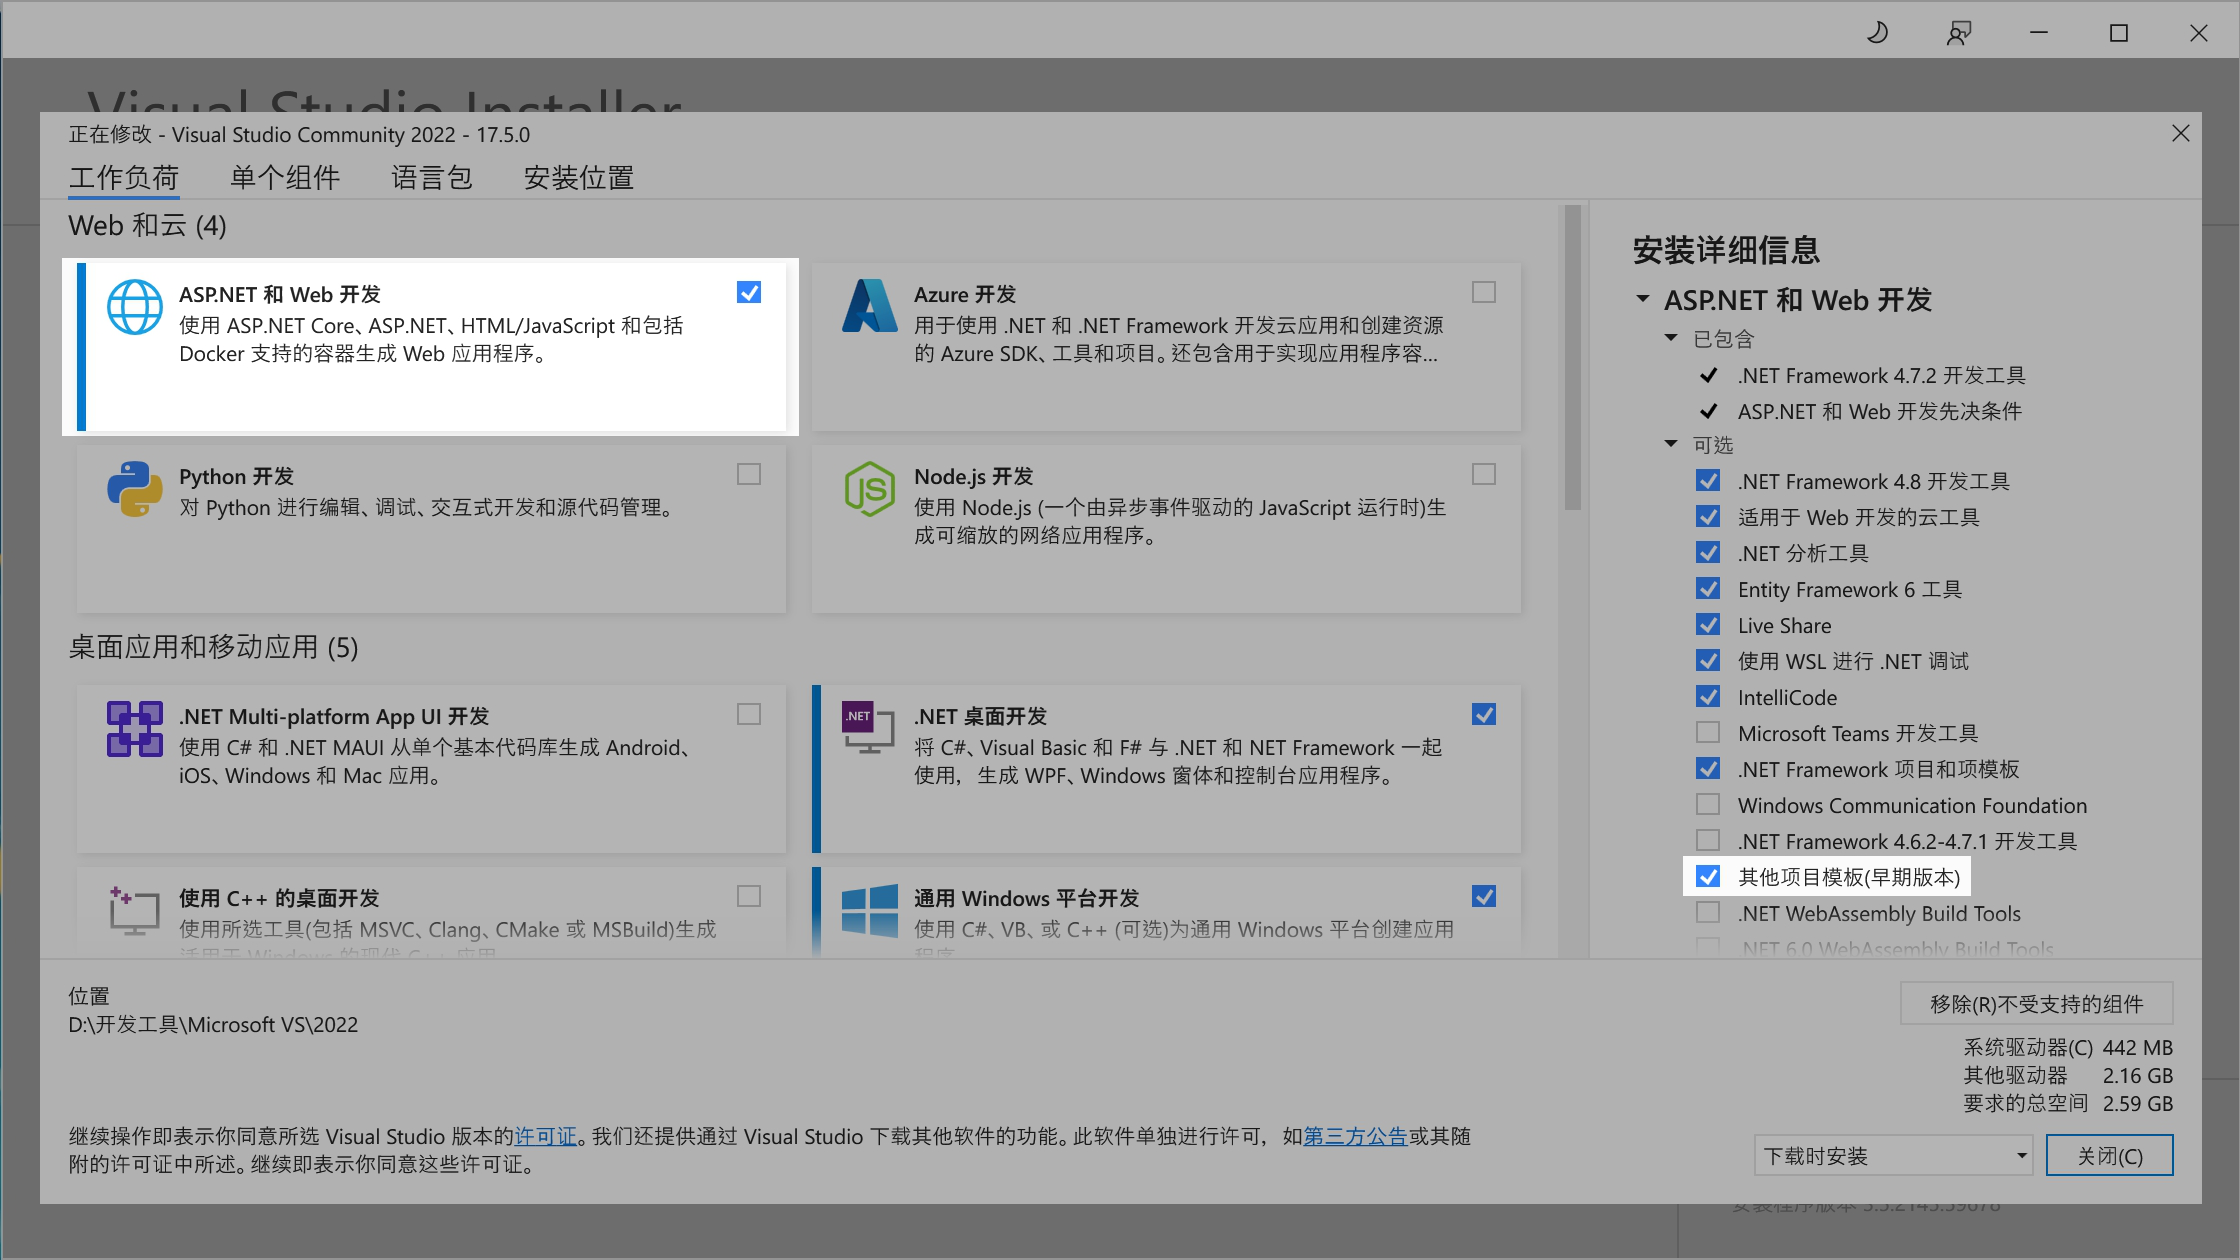 Visual Studio Installer
正在修改 - Visual Studio Community 2022 - 17.5.0
工作负荷 单个组件 语言包 安装位置
Web 和云 (4)
ASP.NET 和 Web 开发
使用 ASP.NET Core、ASP.NET、HTML/JavaScript 和包括
Docker 支持的容器生成 Web 应用程序。
Azure 开发
用于使用 .NET 和 .NET Framework 开发云应用和创建资源
的 Azure SDK、工具和项目。还包含用于实现应用程序容...
Python 开发
对 Python 进行编辑、调试、交互式开发和源代码管理。
Node.js 开发
使用 Node.js (一个由异步事件驱动的 JavaScript 运行时)生
成可缩放的网络应用程序。
桌面应用和移动应用 (5)
.NET Multi-platform App UI 开发
使用 C# 和 .NET MAUI 从单个基本代码库生成 Android、
iOS、Windows 和 Mac 应用。
.NET
.NET 桌面开发
将 C#、Visual Basic 和 F# 与 .NET 和 NET Framework 一起
使用，生成 WPF、Windows 窗体和控制台应用程序。
使用 C++ 的桌面开发
使用所选工具(包括 MSVC、Clang、CMake 或 MSBuild)生成
适用于 Windows 的现代 C++ 应用
通用 Windows 平台开发
使用 C#、VB、或 C++ (可选)为通用 Windows 平台创建应用
程序。
安装详细信息
ASP.NET 和 Web 开发
已包含
.NET Framework 4.7.2 开发工具
ASP.NET 和 Web 开发先决条件
可选
.NET Framework 4.8 开发工具
适用于 Web 开发的云工具
.NET 分析工具
Entity Framework 6 工具
Live Share
使用 WSL 进行 .NET 调试
IntelliCode
Microsoft Teams 开发工具
.NET Framework 项目和项模板
Windows Communication Foundation
.NET Framework 4.6.2-4.7.1 开发工具
其他项目模板(早期版本)
.NET WebAssembly Build Tools
.NET 6.0 WebAssembly Build Tools
位置
D:\开发工具\Microsoft VS\2022
移除(R)不受支持的组件
系统驱动器(C) 442 MB
其他驱动器 2.16 GB
要求的总空间 2.59 GB
继续操作即表示你同意所选 Visual Studio 版本的许可证。我们还提供通过 Visual Studio 下载其他软件的功能。此软件单独进行许可，如第三方公告或其随
附的许可证中所述。继续即表示你同意这些许可证。
下载时安装
关闭(C)
安装程序版本 3.5.2145.59678